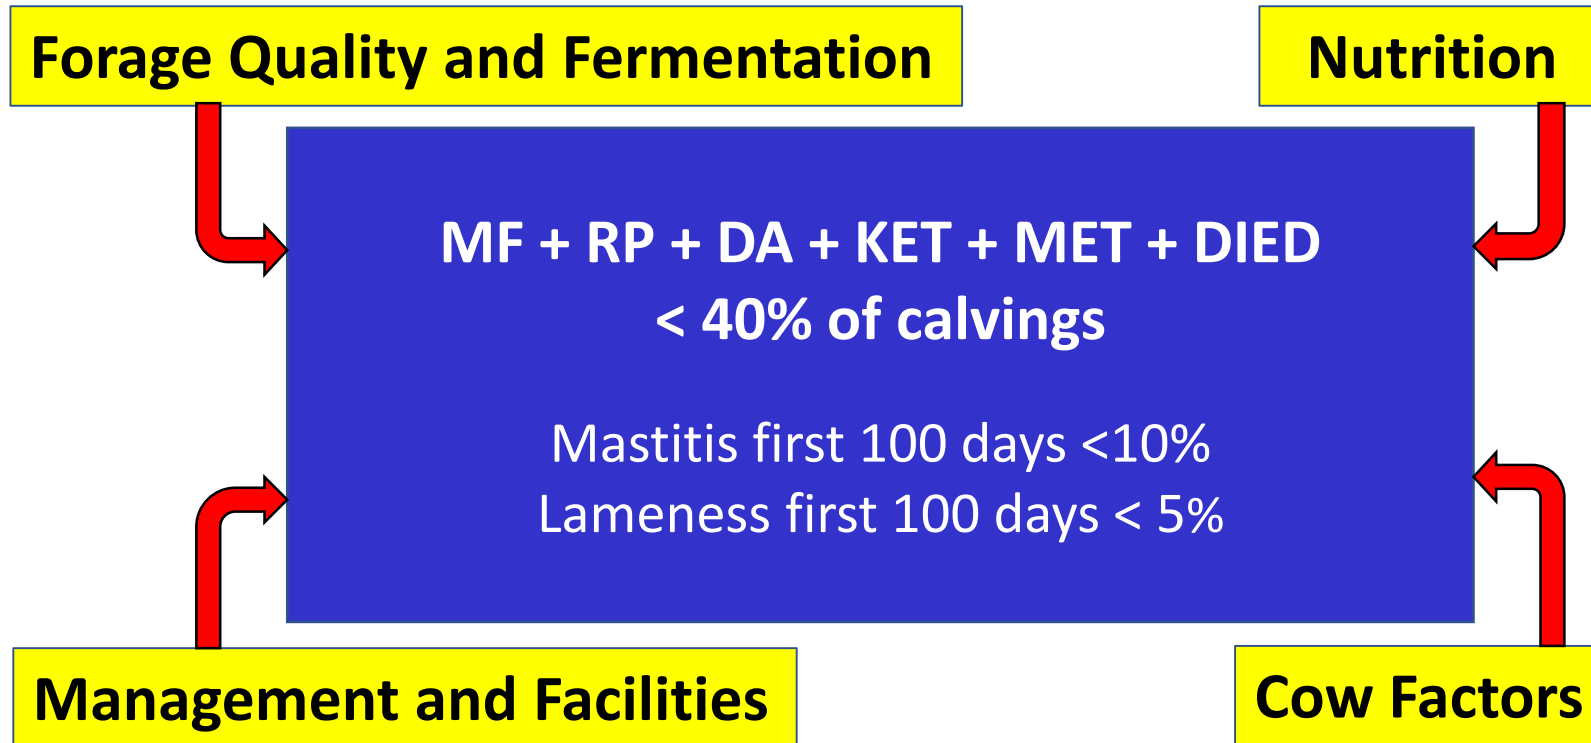 Forage Quality and Fermentation
Nutrition
MF + RP + DA + KET + MET + DIED
< 40% of calvings
Mastitis first 100 days <10%
Lameness first 100 days < 5%
Management and Facilities
Cow Factors